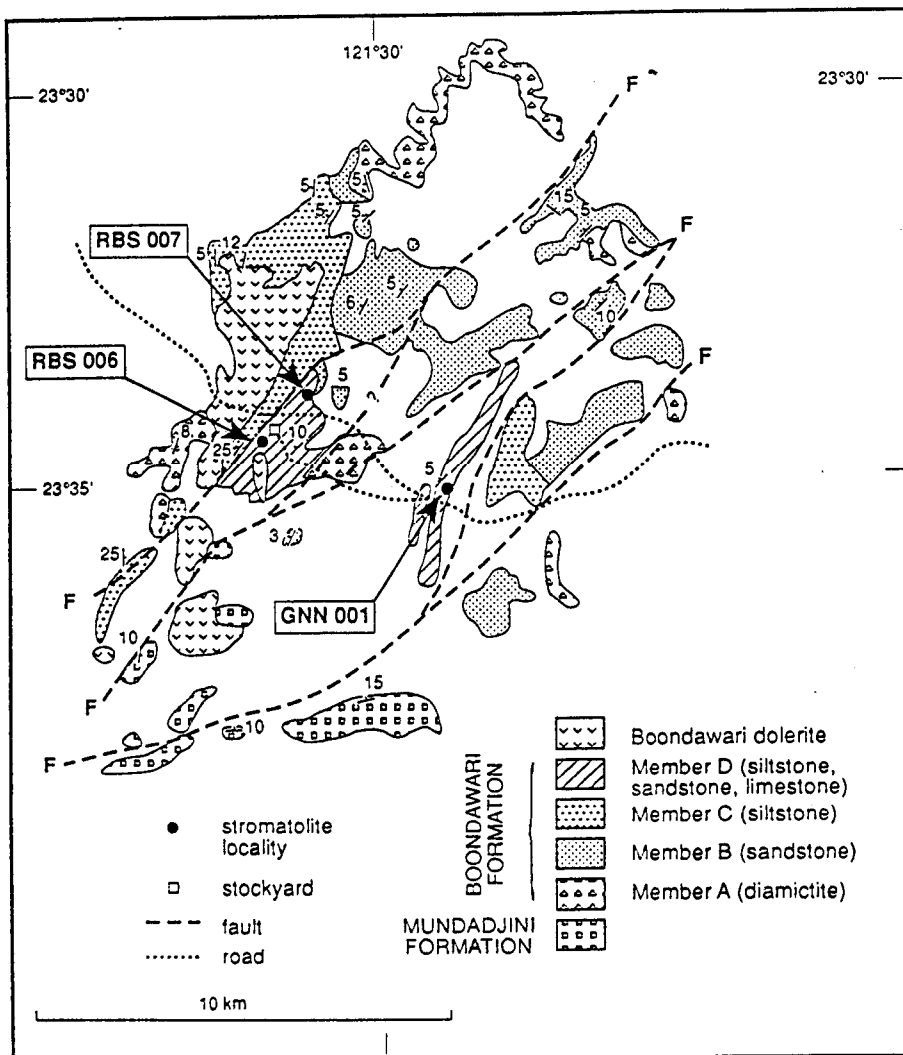 121°30'
23°30'
23°30'
F
5
5
5
5
15
5
F
RBS 007
12
5
5
6
10
RBS 006
F
5
?
8
10
25
5
23°35'
3
25
F
GNN 001
10
F
15
10
F
Boondawari dolerite
Member D (siltstone,
sandstone, limestone)
Member C (siltstone)
Member B (sandstone)
Member A (diamictite)
BOONDAWARI
FORMATION
MUNDADJINI
FORMATION
stromatolite
locality
stockyard
fault
road
10 km